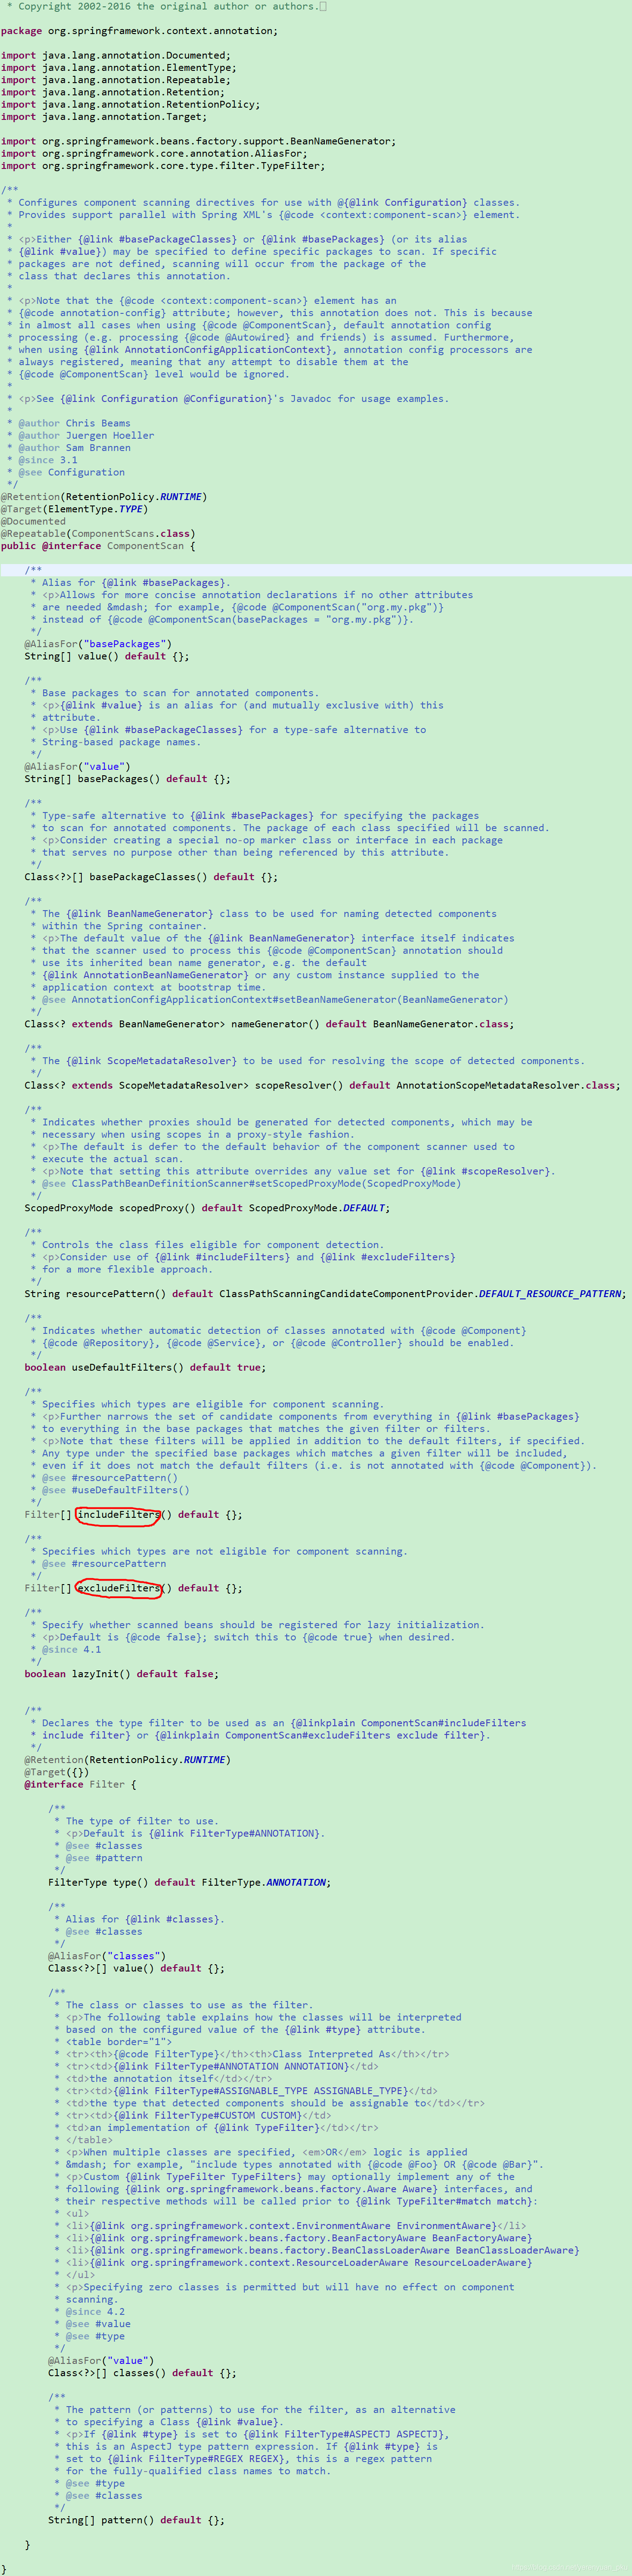 * Copyright 2002-2016 the original author or authors.

package org.springframework.context.annotation;

import java.lang.annotation.Documented;
import java.lang.annotation.ElementType;
import java.lang.annotation.Repeatable;
import java.lang.annotation.Retention;
import java.lang.annotation.RetentionPolicy;
import java.lang.annotation.Target;

import org.springframework.beans.factory.support.BeanNameGenerator;
import org.springframework.core.annotation.AliasFor;
import org.springframework.core.type.filter.TypeFilter;

/**
 * Configures component scanning directives for use with @{@link Configuration} classes.
 * Provides support parallel with Spring XML's {@code <context:component-scan>} element.
 *
 * <p>Either {@link #basePackageClasses} or {@link #basePackages} (or its alias
 * {@link #value}) may be specified to define specific packages to scan. If specific
 * packages are not defined, scanning will occur from the package of the
 * class that declares this annotation.
 *
 * <p>Note that the {@code <context:component-scan>} element has an
 * {@code annotation-config} attribute; however, this annotation does not. This is because
 * in almost all cases when using {@code @ComponentScan}, default annotation config
 * processing (e.g. processing {@code @Autowired} and friends) is assumed. Furthermore,
 * when using {@link AnnotationConfigApplicationContext}, annotation config processors are
 * always registered, meaning that any attempt to disable them at the
 * {@code @ComponentScan} level would be ignored.
 *
 * <p>See {@link Configuration @Configuration}'s Javadoc for usage examples.
 *
 * @author Chris Beams
 * @author Juergen Hoeller
 * @author Sam Brannen
 * @since 3.1
 * @see Configuration
 */
@Retention(RetentionPolicy.RUNTIME)
@Target(ElementType.TYPE)
@Documented
@Repeatable(ComponentScans.class)
public @interface ComponentScan {

    /**
     * Alias for {@link #basePackages}.
     * <p>Allows for more concise annotation declarations if no other attributes
     * are needed &mdash; for example, {@code @ComponentScan("org.my.pkg")}
     * instead of {@code @ComponentScan(basePackages = "org.my.pkg")}.
     */
    @AliasFor("basePackages")
    String[] value() default {};

    /**
     * Base packages to scan for annotated components.
     * <p>{@link #value} is an alias for (and mutually exclusive with) this
     * attribute.
     * <p>Use {@link #basePackageClasses} for a type-safe alternative to
     * String-based package names.
     */
    @AliasFor("value")
    String[] basePackages() default {};

    /**
     * Type-safe alternative to {@link #basePackages} for specifying the packages
     * to scan for annotated components. The package of each class specified will be scanned.
     * <p>Consider creating a special no-op marker class or interface in each package
     * that serves no purpose other than being referenced by this attribute.
     */
    Class<?>[] basePackageClasses() default {};

    /**
     * The {@link BeanNameGenerator} class to be used for naming detected components
     * within the Spring container.
     * <p>The default value of the {@link BeanNameGenerator} interface itself indicates
     * that the scanner used to process this {@code @ComponentScan} annotation should
     * use its inherited bean name generator, e.g. the default
     * {@link AnnotationBeanNameGenerator} or any custom instance supplied to the
     * application context at bootstrap time.
     * @see AnnotationConfigApplicationContext#setBeanNameGenerator(BeanNameGenerator)
     */
    Class<? extends BeanNameGenerator> nameGenerator() default BeanNameGenerator.class;

    /**
     * The {@link ScopeMetadataResolver} to be used for resolving the scope of detected components.
     */
    Class<? extends ScopeMetadataResolver> scopeResolver() default AnnotationScopeMetadataResolver.class;

    /**
     * Indicates whether proxies should be generated for detected components, which may be
     * necessary when using scopes in a proxy-style fashion.
     * <p>The default is defer to the default behavior of the component scanner used to
     * execute the actual scan.
     * <p>Note that setting this attribute overrides any value set for {@link #scopeResolver}.
     * @see ClassPathBeanDefinitionScanner#setScopedProxyMode(ScopedProxyMode)
     */
    ScopedProxyMode scopedProxy() default ScopedProxyMode.DEFAULT;

    /**
     * Controls the class files eligible for component detection.
     * <p>Consider use of {@link #includeFilters} and {@link #excludeFilters}
     * for a more flexible approach.
     */
    String resourcePattern() default ClassPathScanningCandidateComponentProvider.DEFAULT_RESOURCE_PATTERN;

    /**
     * Indicates whether automatic detection of classes annotated with {@code @Component}
     * {@code @Repository}, {@code @Service}, or {@code @Controller} should be enabled.
     */
    boolean useDefaultFilters() default true;

    /**
     * Specifies which types are eligible for component scanning.
     * <p>Further narrows the set of candidate components from everything in {@link #basePackages}
     * to everything in the base packages that matches the given filter or filters.
     * <p>Note that these filters will be applied in addition to the default filters, if specified.
     * Any type under the specified base packages which matches a given filter will be included,
     * even if it does not match the default filters (i.e. is not annotated with {@code @Component}).
     * @see #resourcePattern()
     * @see #useDefaultFilters()
     */
    Filter[] includeFilters() default {};

    /**
     * Specifies which types are not eligible for component scanning.
     * @see #resourcePattern
     */
    Filter[] excludeFilters() default {};

    /**
     * Specify whether scanned beans should be registered for lazy initialization.
     * <p>Default is {@code false}; switch this to {@code true} when desired.
     * @since 4.1
     */
    boolean lazyInit() default false;


    /**
     * Declares the type filter to be used as an {@linkplain ComponentScan#includeFilters
     * include filter} or {@linkplain ComponentScan#excludeFilters exclude filter}.
     */
    @Retention(RetentionPolicy.RUNTIME)
    @Target({})
    @interface Filter {

        /**
         * The type of filter to use.
         * <p>Default is {@link FilterType#ANNOTATION}.
         * @see #classes
         * @see #pattern
         */
        FilterType type() default FilterType.ANNOTATION;

        /**
         * Alias for {@link #classes}.
         * @see #classes
         */
        @AliasFor("classes")
        Class<?>[] value() default {};

        /**
         * The class or classes to use as the filter.
         * <p>The following table explains how the classes will be interpreted
         * based on the configured value of the {@link #type} attribute.
         * <table border="1">
         * <tr><th>{@code FilterType}</th><th>Class Interpreted As</th></tr>
         * <tr><td>{@link FilterType#ANNOTATION ANNOTATION}</td>
         * <td>the annotation itself</td></tr>
         * <tr><td>{@link FilterType#ASSIGNABLE_TYPE ASSIGNABLE_TYPE}</td>
         * <td>the type that detected components should be assignable to</td></tr>
         * <tr><td>{@link FilterType#CUSTOM CUSTOM}</td>
         * <td>an implementation of {@link TypeFilter}</td></tr>
         * </table>
         * <p>When multiple classes are specified, <em>OR</em> logic is applied
         * &mdash; for example, "include types annotated with {@code @Foo} OR {@code @Bar}".
         * <p>Custom {@link TypeFilter TypeFilters} may optionally implement any of the
         * following {@link org.springframework.beans.factory.Aware Aware} interfaces, and
         * their respective methods will be called prior to {@link TypeFilter#match match}:
         * <ul>
         * <li>{@link org.springframework.context.EnvironmentAware EnvironmentAware}</li>
         * <li>{@link org.springframework.beans.factory.BeanFactoryAware BeanFactoryAware}
         * <li>{@link org.springframework.beans.factory.BeanClassLoaderAware BeanClassLoaderAware}
         * <li>{@link org.springframework.context.ResourceLoaderAware ResourceLoaderAware}
         * </ul>
         * <p>Specifying zero classes is permitted but will have no effect on component
         * scanning.
         * @since 4.2
         * @see #value
         * @see #type
         */
        @AliasFor("value")
        Class<?>[] classes() default {};

        /**
         * The pattern (or patterns) to use for the filter, as an alternative
         * to specifying a Class {@link #value}.
         * <p>If {@link #type} is set to {@link FilterType#ASPECTJ ASPECTJ},
         * this is an AspectJ type pattern expression. If {@link #type} is
         * set to {@link FilterType#REGEX REGEX}, this is a regex pattern
         * for the fully-qualified class names to match.
         * @see #type
         * @see #classes
         */
        String[] pattern() default {};

    }

}